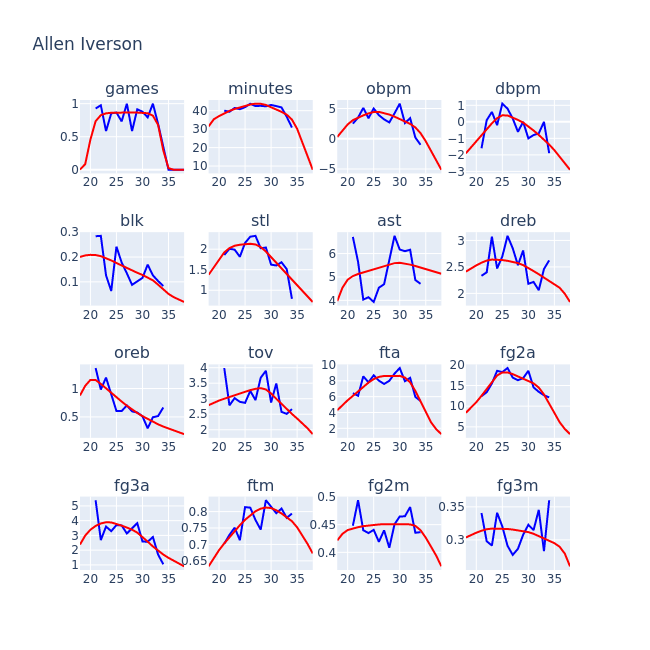 Allen Iverson
games minutes obpm dbpm
1 0.5 0 20 25 30 35
40 30 20 10 20 25 30 35
5 0 −5 20 25 30 35
1 0 −1 −2 −3 20 25 30 35
blk stl ast dreb
0.3 0.2 0.1 20 25 30 35
2 1.5 1 20 25 30 35
6 5 4 20 25 30 35
3 2.5 2 20 25 30 35
oreb tov fta fg2a
1 0.5 20 25 30 35
4 3.5 3 2.5 2 20 25 30 35
10 8 6 4 2 20 25 30 35
20 15 10 5 20 25 30 35
fg3a ftm fg2m fg3m
5 4 3 2 1 20 25 30 35
0.8 0.75 0.7 0.65 20 25 30 35
0.5 0.45 0.4 20 25 30 35
0.35 0.3 20 25 30 35